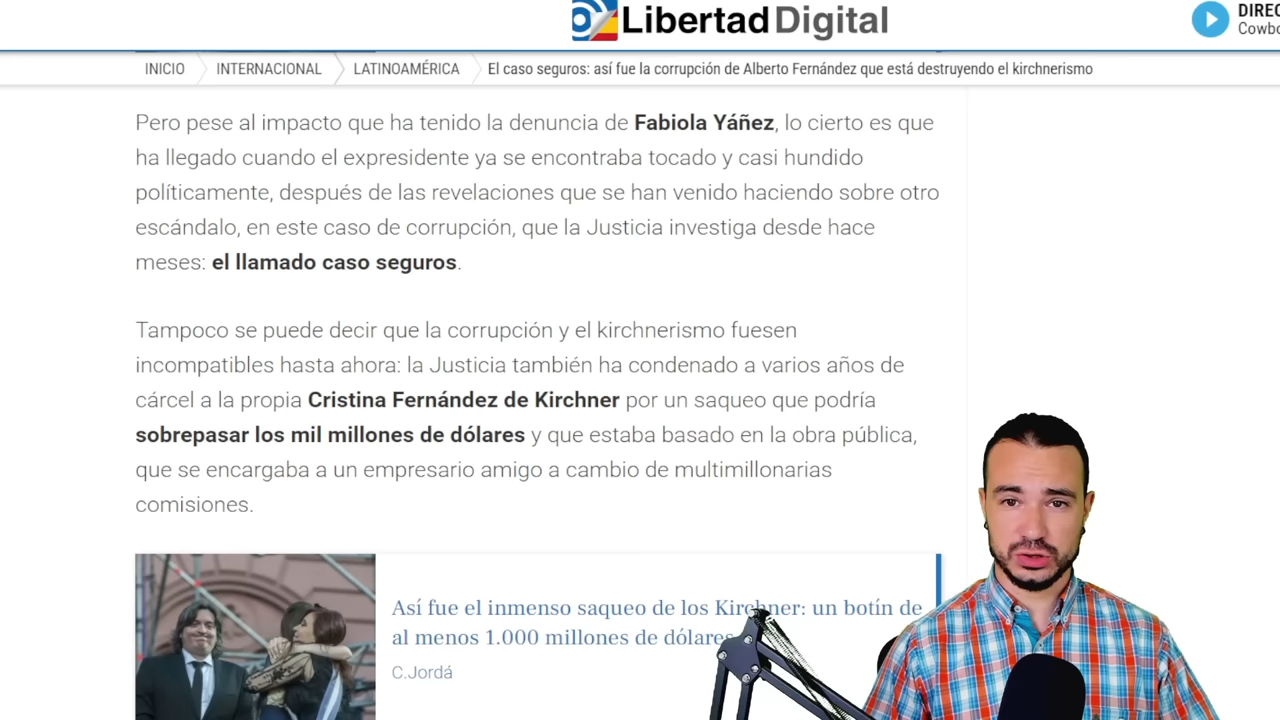 Libertad Digital
DIREC
Cowbo
INICIO
INTERNACIONAL
LATINOAMÉRICA
El caso seguros: así fue la corrupción de Alberto Fernández que está destruyendo el kirchnerismo
Pero pese al impacto que ha tenido la denuncia de Fabiola Yáñez, lo cierto es que
ha llegado cuando el expresidente ya se encontraba tocado y casi hundido
políticamente, después de las revelaciones que se han venido haciendo sobre otro
escándalo, en este caso de corrupción, que la Justicia investiga desde hace
meses: el llamado caso seguros.
Tampoco se puede decir que la corrupción y el kirchnerismo fuesen
incompatibles hasta ahora: la Justicia también ha condenado a varios años de
cárcel a la propia Cristina Fernández de Kirchner por un saqueo que podría
sobrepasar los mil millones de dólares y que estaba basado en la obra pública,
que se encargaba a un empresario amigo a cambio de multimillonarias
comisiones.
Así fue el inmenso saqueo de los Kirchner: un botín de
al menos 1.000 millones de dólares
C.Jordá